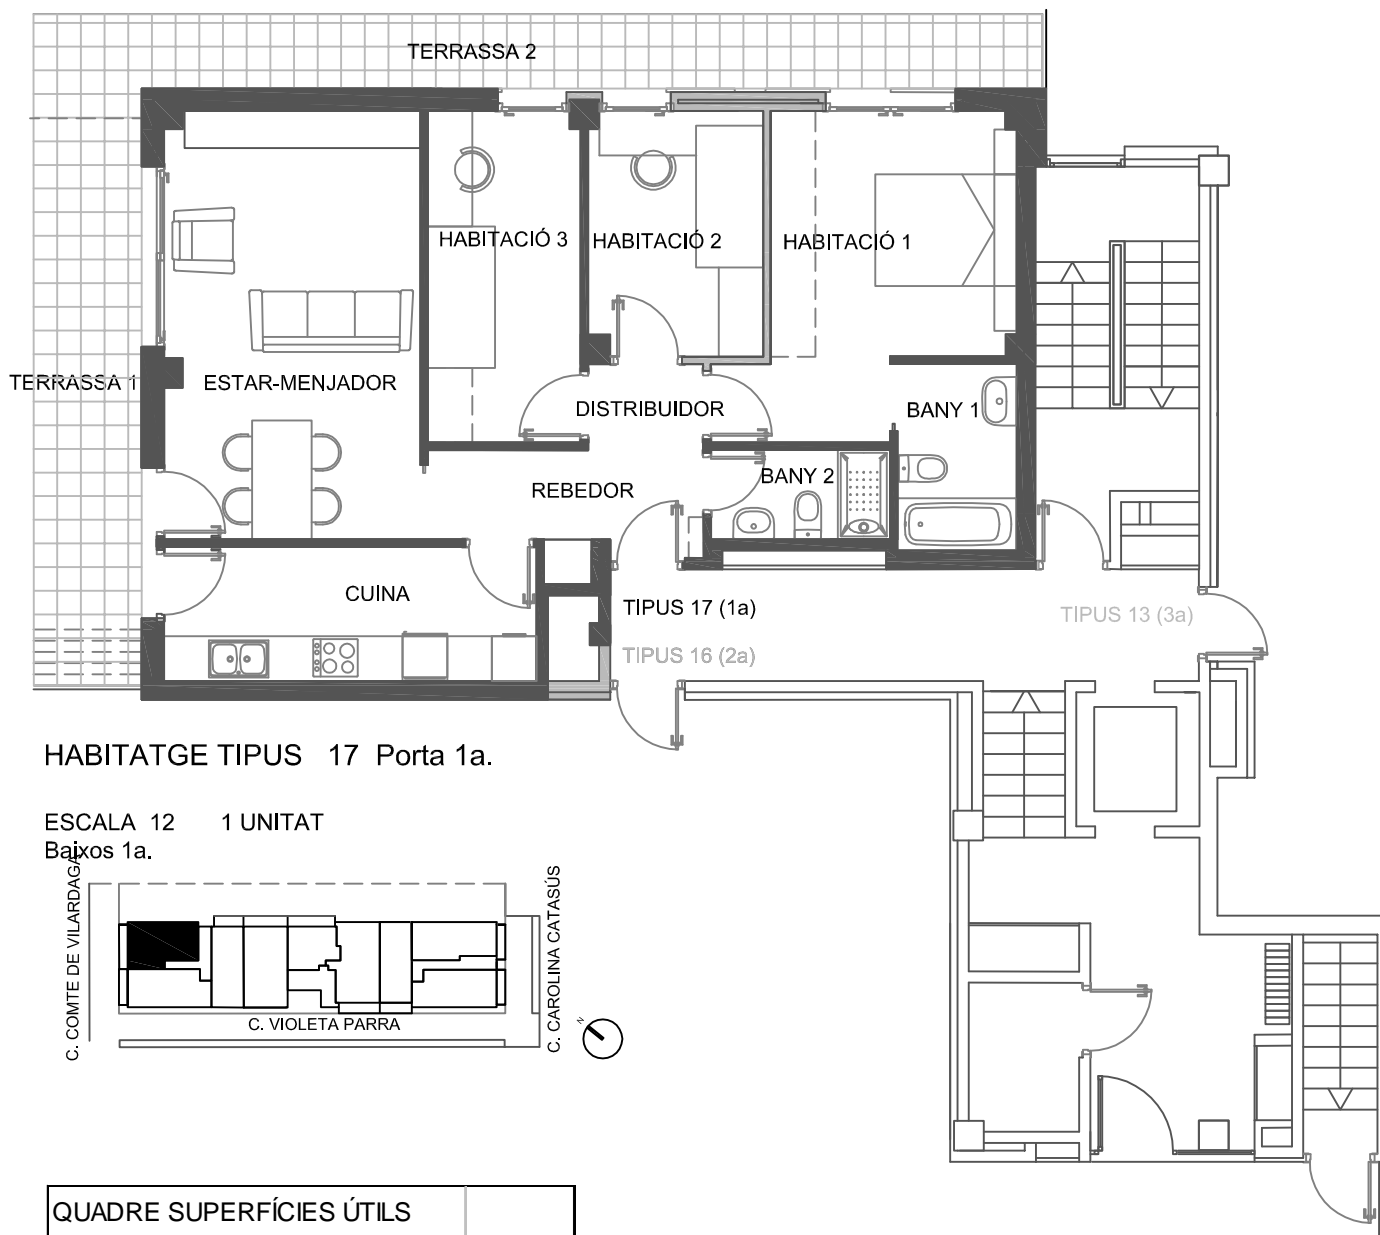 TERRASSA 2
HABITACIÓ 3
HABITACIÓ 2
HABITACIÓ 1
TERRASSA 1
ESTAR-MENJADOR
DISTRIBUIDOR
BANY 1
BANY 2
REBEDOR
CUINA
TIPUS 17 (1a)
TIPUS 13 (3a)
TIPUS 16 (2a)
HABITATGE TIPUS 17 Porta 1a.
ESCALA 12 1 UNITAT
Baixos 1a.
C. COMTE DE VILARDAGA
C. VIOLETA PARRA
C. CAROLINA CATASÚS
N
QUADRE SUPERFÍCIES ÚTILS